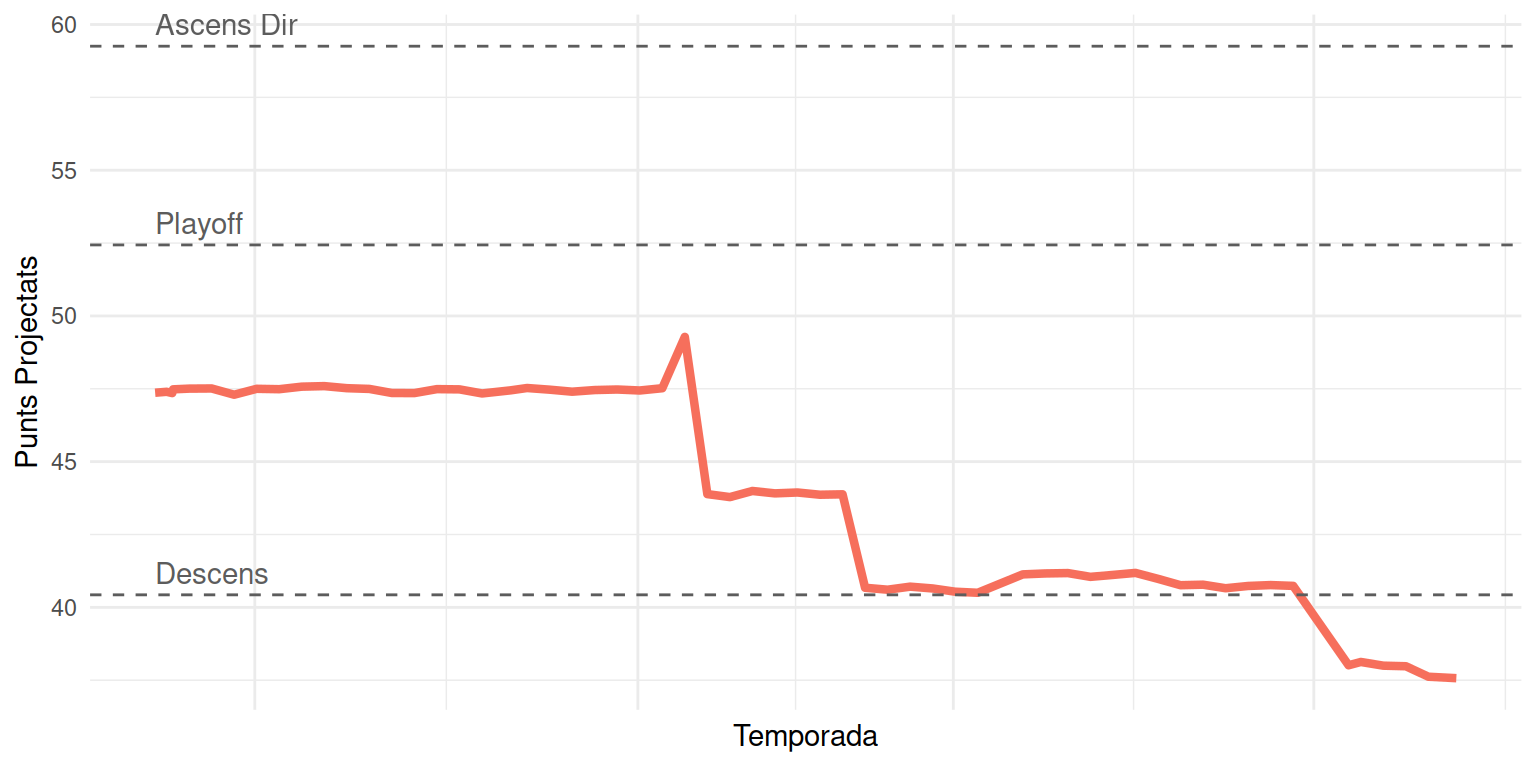 60
Ascens Dir
55
Playoff
50
Punts Projectats
45
Descens
40
Temporada